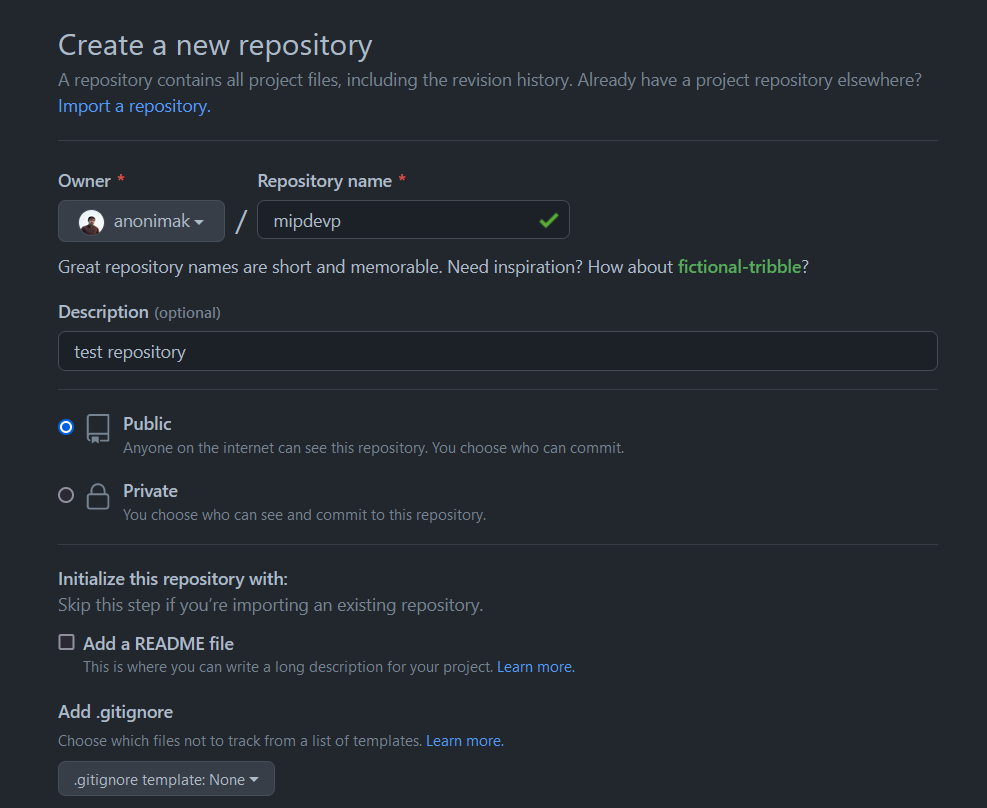 Create a new repository
A repository contains all project files, including the revision history. Already have a project repository elsewhere?
Import a repository.
Owner * Repository name *
anonimak / mipdevp
Great repository names are short and memorable. Need inspiration? How about fictional-tribble?
Description (optional)
test repository
Public
Anyone on the internet can see this repository. You choose who can commit.
Private
You choose who can see and commit to this repository.
Initialize this repository with:
Skip this step if you’re importing an existing repository.
Add a README file
This is where you can write a long description for your project. Learn more.
Add .gitignore
Choose which files not to track from a list of templates. Learn more.
.gitignore template: None